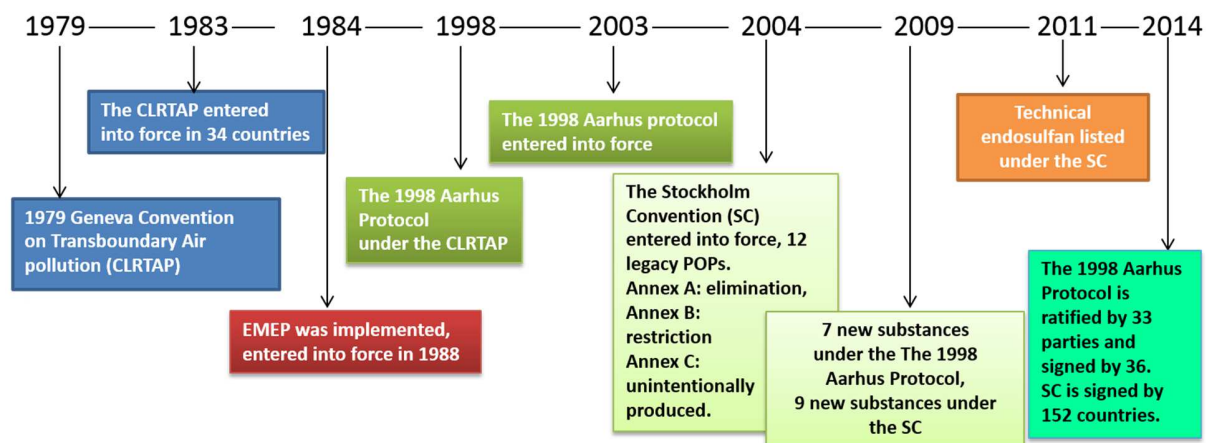 1979 1983 1984 1998 2003 2004 2009 2011 2014
The CLRTAP entered
into force in 34 countries
1979 Geneva Convention
on Transboundary Air
pollution (CLRTAP)
EMEP was implemented,
entered into force in 1988
The 1998 Aarhus
Protocol
under the CLRTAP
The 1998 Aarhus protocol
entered into force
The Stockholm
Convention (SC)
entered into force, 12
legacy POPs.
Annex A: elimination,
Annex B:
restriction
Annex C:
unintentionally
produced.
7 new substances
under the The 1998
Aarhus Protocol,
9 new substances under
the SC
Technical
endosulfan listed
under the SC
The 1998 Aarhus
Protocol is
ratified by 33
parties and
signed by 36.
SC is signed by
152 countries.